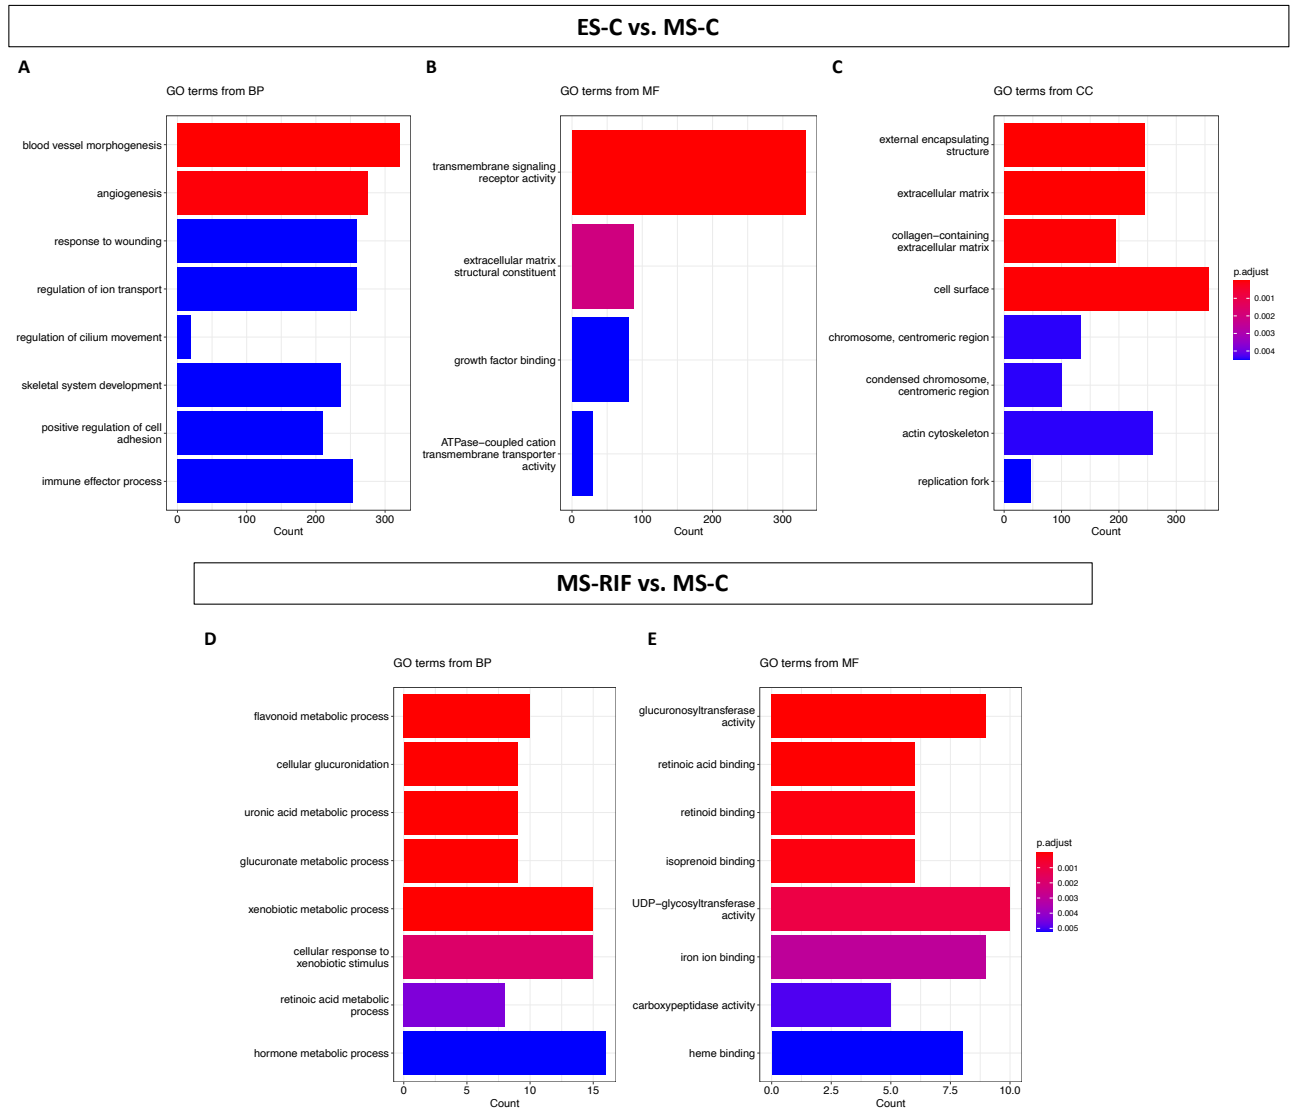 ES-C vs. MS-C
A
GO terms from BP
blood vessel morphogenesis
angiogenesis
response to wounding
regulation of ion transport
regulation of cilium movement
skeletal system development
positive regulation of cell
adhesion
immune effector process
0
100
200
300
Count
B
GO terms from MF
transmembrane signaling
receptor activity
extracellular matrix
structural constituent
growth factor binding
ATPase−coupled cation
transmembrane transporter
activity
0
100
200
300
Count
C
GO terms from CC
external encapsulating
structure
extracellular matrix
collagen−containing
extracellular matrix
cell surface
chromosome, centromeric region
condensed chromosome,
centromeric region
actin cytoskeleton
replication fork
0
100
200
300
Count
p.adjust
0.001
0.002
0.003
0.004
MS-RIF vs. MS-C
D
GO terms from BP
flavonoid metabolic process
cellular glucuronidation
uronic acid metabolic process
glucuronate metabolic process
xenobiotic metabolic process
cellular response to
xenobiotic stimulus
retinoic acid metabolic
process
hormone metabolic process
0
5
10
15
Count
E
GO terms from MF
glucuronosyltransferase
activity
retinoic acid binding
retinoid binding
isoprenoid binding
UDP−glycosyltransferase
activity
iron ion binding
carboxypeptidase activity
heme binding
0.0
2.5
5.0
7.5
10.0
Count
p.adjust
0.001
0.002
0.003
0.004
0.005